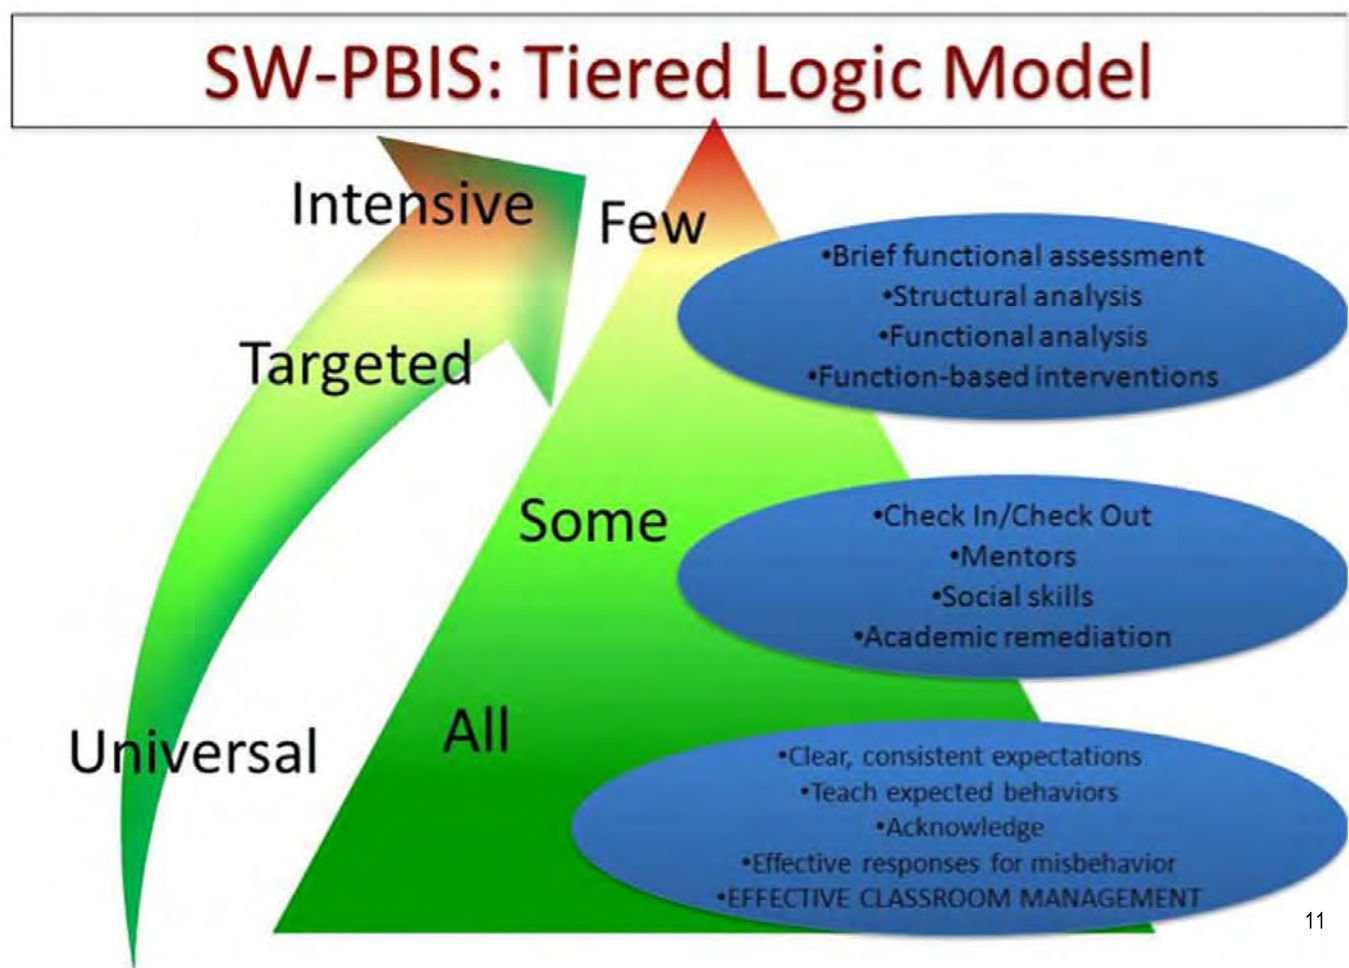 SW-PBIS: Tiered Logic Model
Intensive
Few
•Brief functional assessment
•Structural analysis
•Functional analysis
•Function-based interventions
Targeted
Some
•Check In/Check Out
•Mentors
•Social skills
•Academic remediation
Universal
All
•Clear, consistent expectations
•Teach expected behaviors
•Acknowledge
•Effective responses for misbehavior
•EFFECTIVE CLASSROOM MANAGEMENT
11